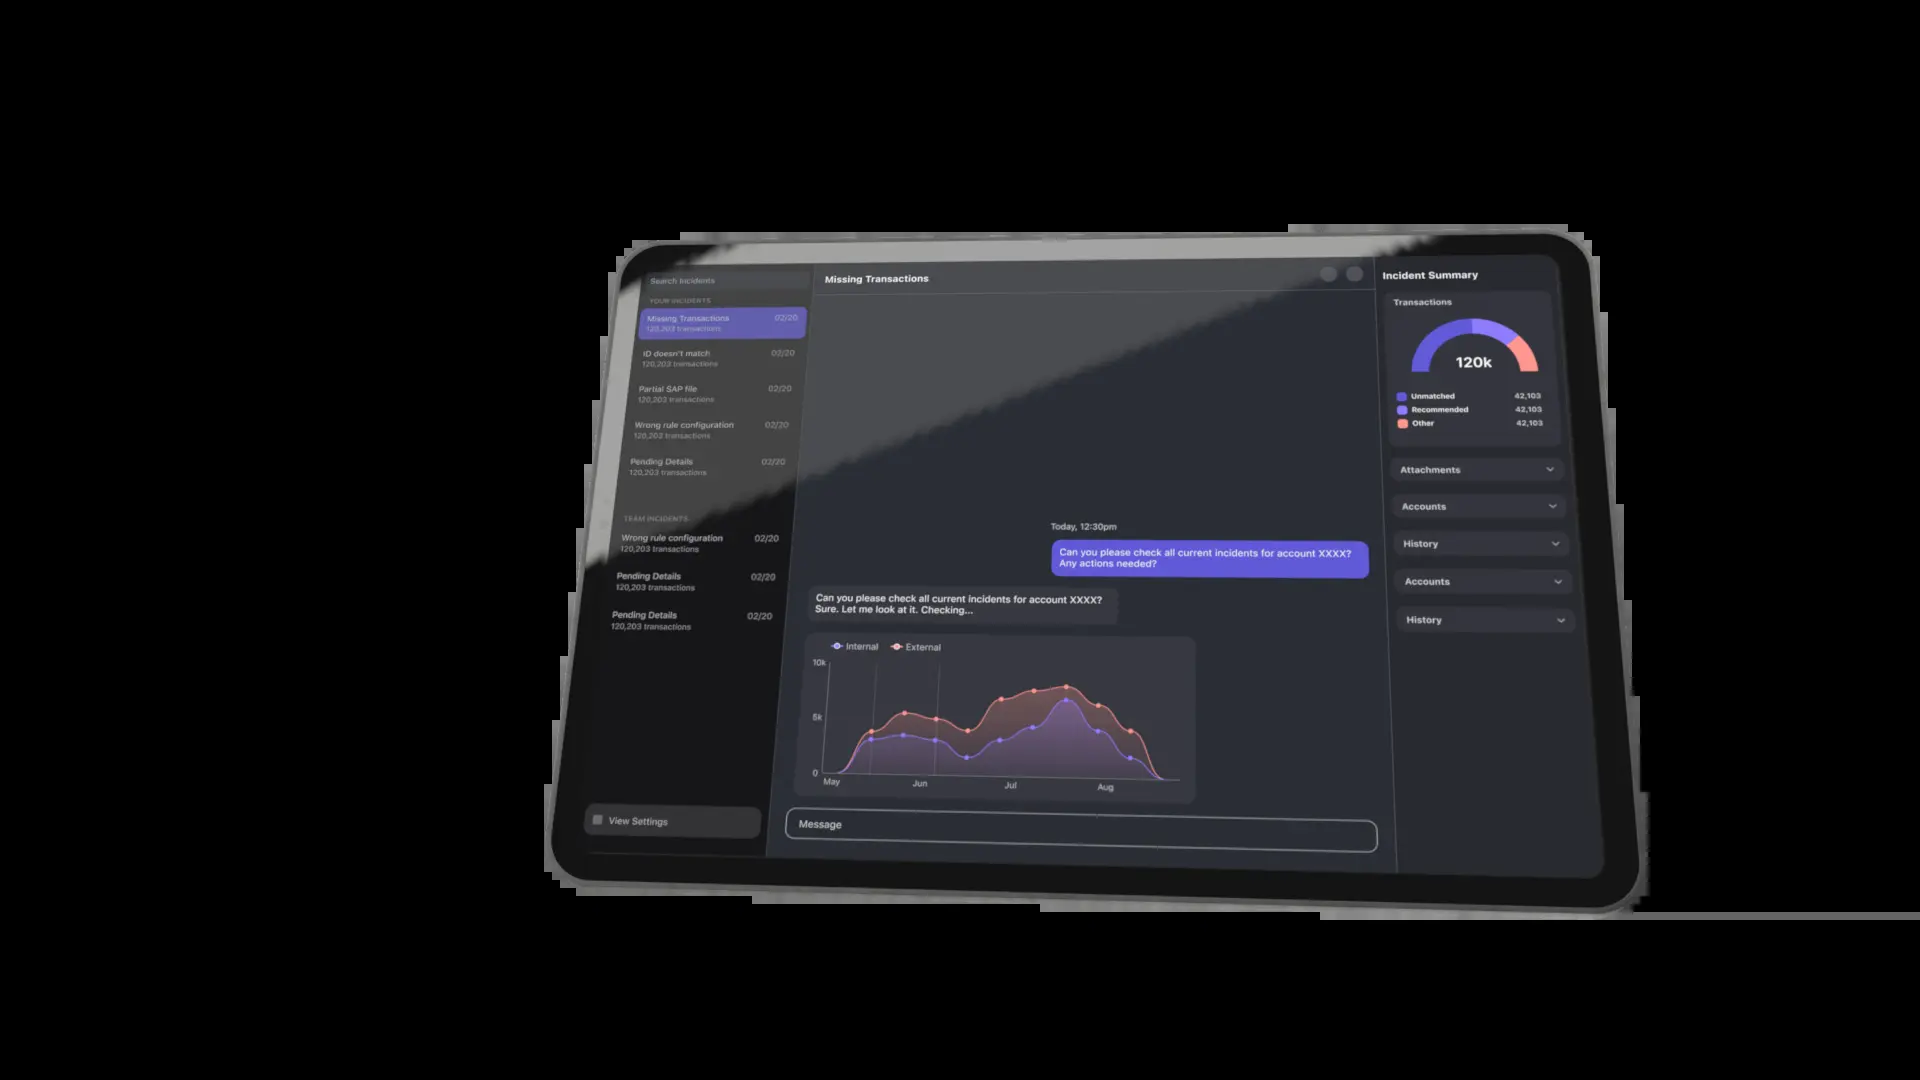 Search Incidents
YOUR INCIDENTS
Missing Transactions 02/20
120,203 transactions
ID doesn't match 02/20
120,203 transactions
Partial SAP file 02/20
120,203 transactions
Wrong rule configuration 02/20
120,203 transactions
Pending Details 02/20
120,203 transactions
TEAM INCIDENTS
Wrong rule configuration 02/20
120,203 transactions
Pending Details 02/20
120,203 transactions
Pending Details 02/20
120,203 transactions
View Settings
Missing Transactions
Today, 12:30pm
Can you please check all current incidents for account XXXX?
Any actions needed?
Can you please check all current incidents for account XXXX?
Sure. Let me look at it. Checking...
Internal External
10k
5k
0
May Jun Jul Aug
Message
Incident Summary
Transactions
120k
Unmatched 42,103
Recommended 42,103
Other 42,103
Attachments
Accounts
History
Accounts
History